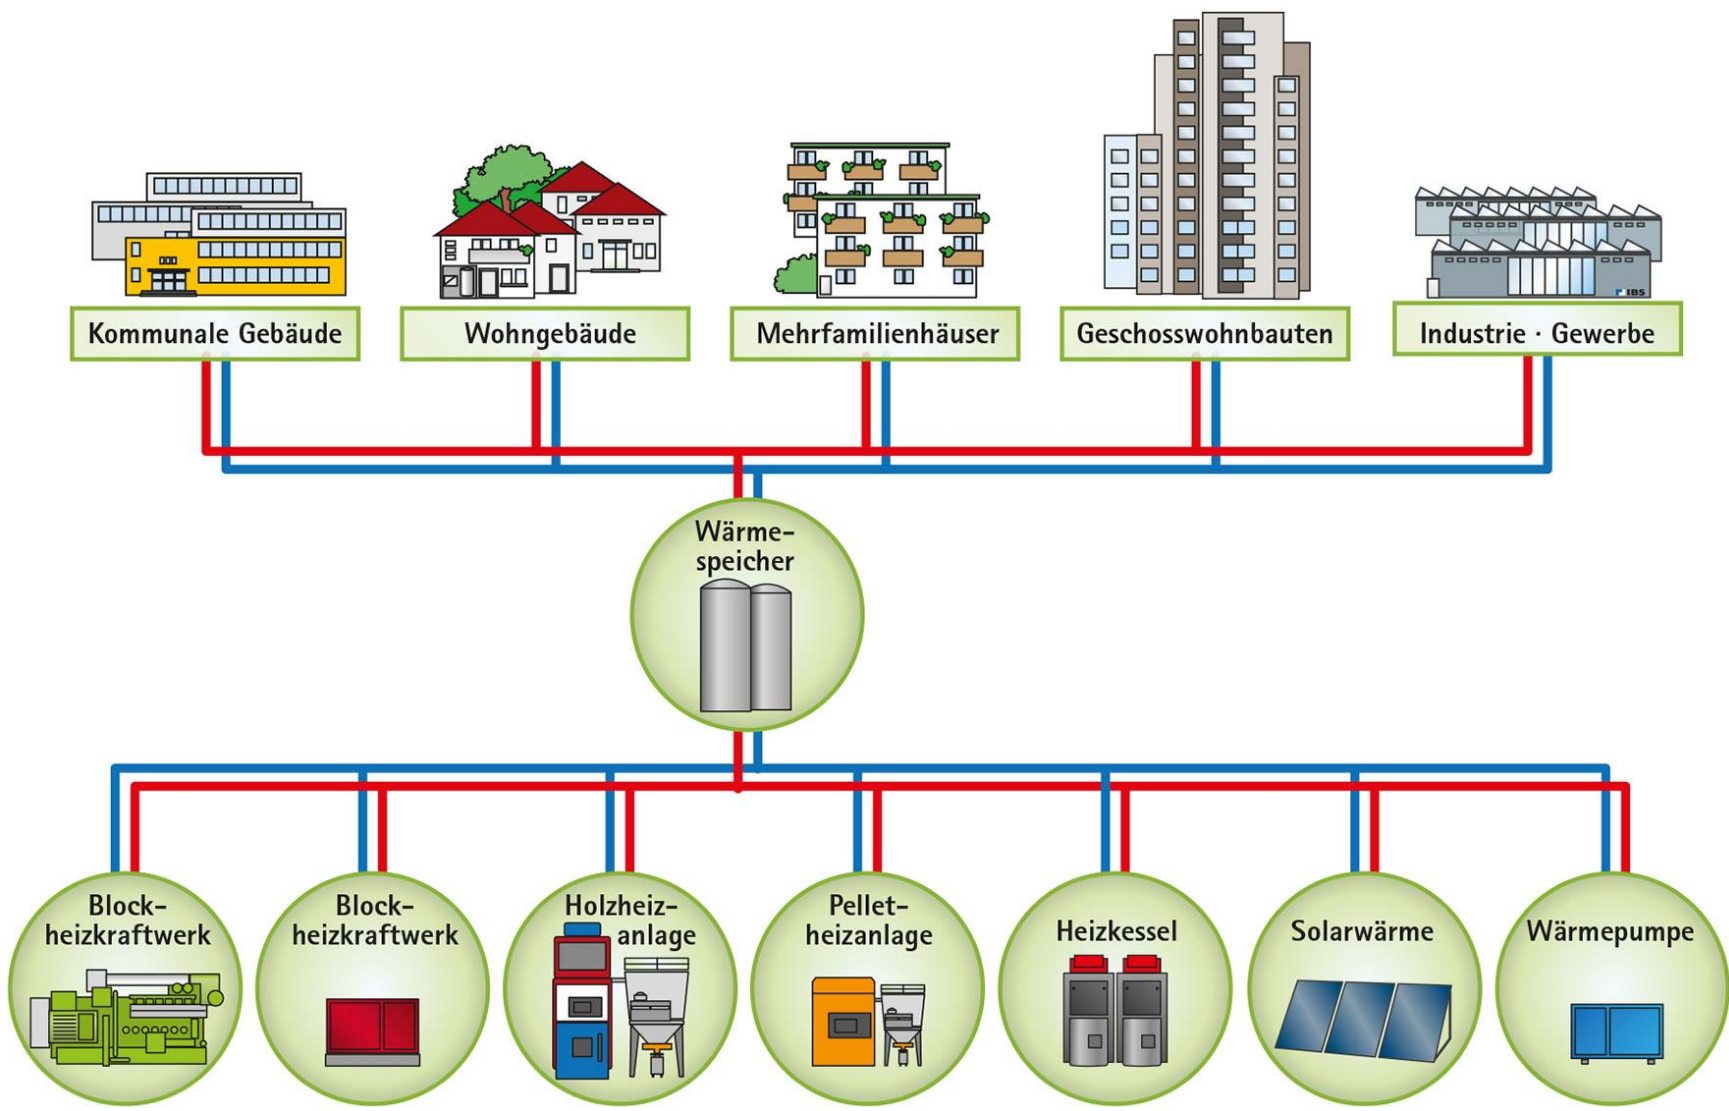 IBS
Kommunale Gebäude
Wohngebäude
Mehrfamilienhäuser
Geschosswohnbauten
Industrie · Gewerbe
Wärme-
speicher
Block-
heizkraftwerk
Block-
heizkraftwerk
Holzheiz-
anlage
Pellet-
heizanlage
Heizkessel
Solarwärme
Wärmepumpe